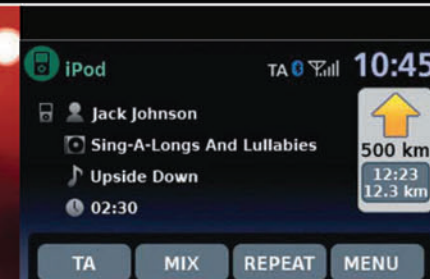 iPod
TA 10:45
Jack Johnson
Sing-A-Longs And Lullabies
500 km
Upside Down
12:23
12.3 km
02:30
TA MIX REPEAT MENU